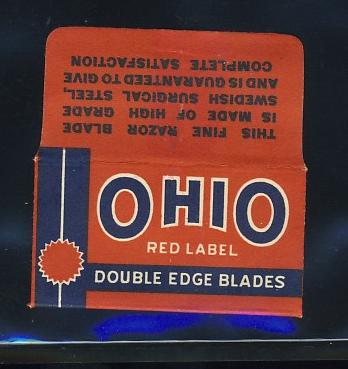 THIS FINE RAZOR BLADE
IS MADE OF HIGH GRADE
SWEDISH SURGICAL STEEL,
AND IS GUARANTEED TO GIVE
COMPLETE SATISFACTION
OHIO
RED LABEL
DOUBLE EDGE BLADES